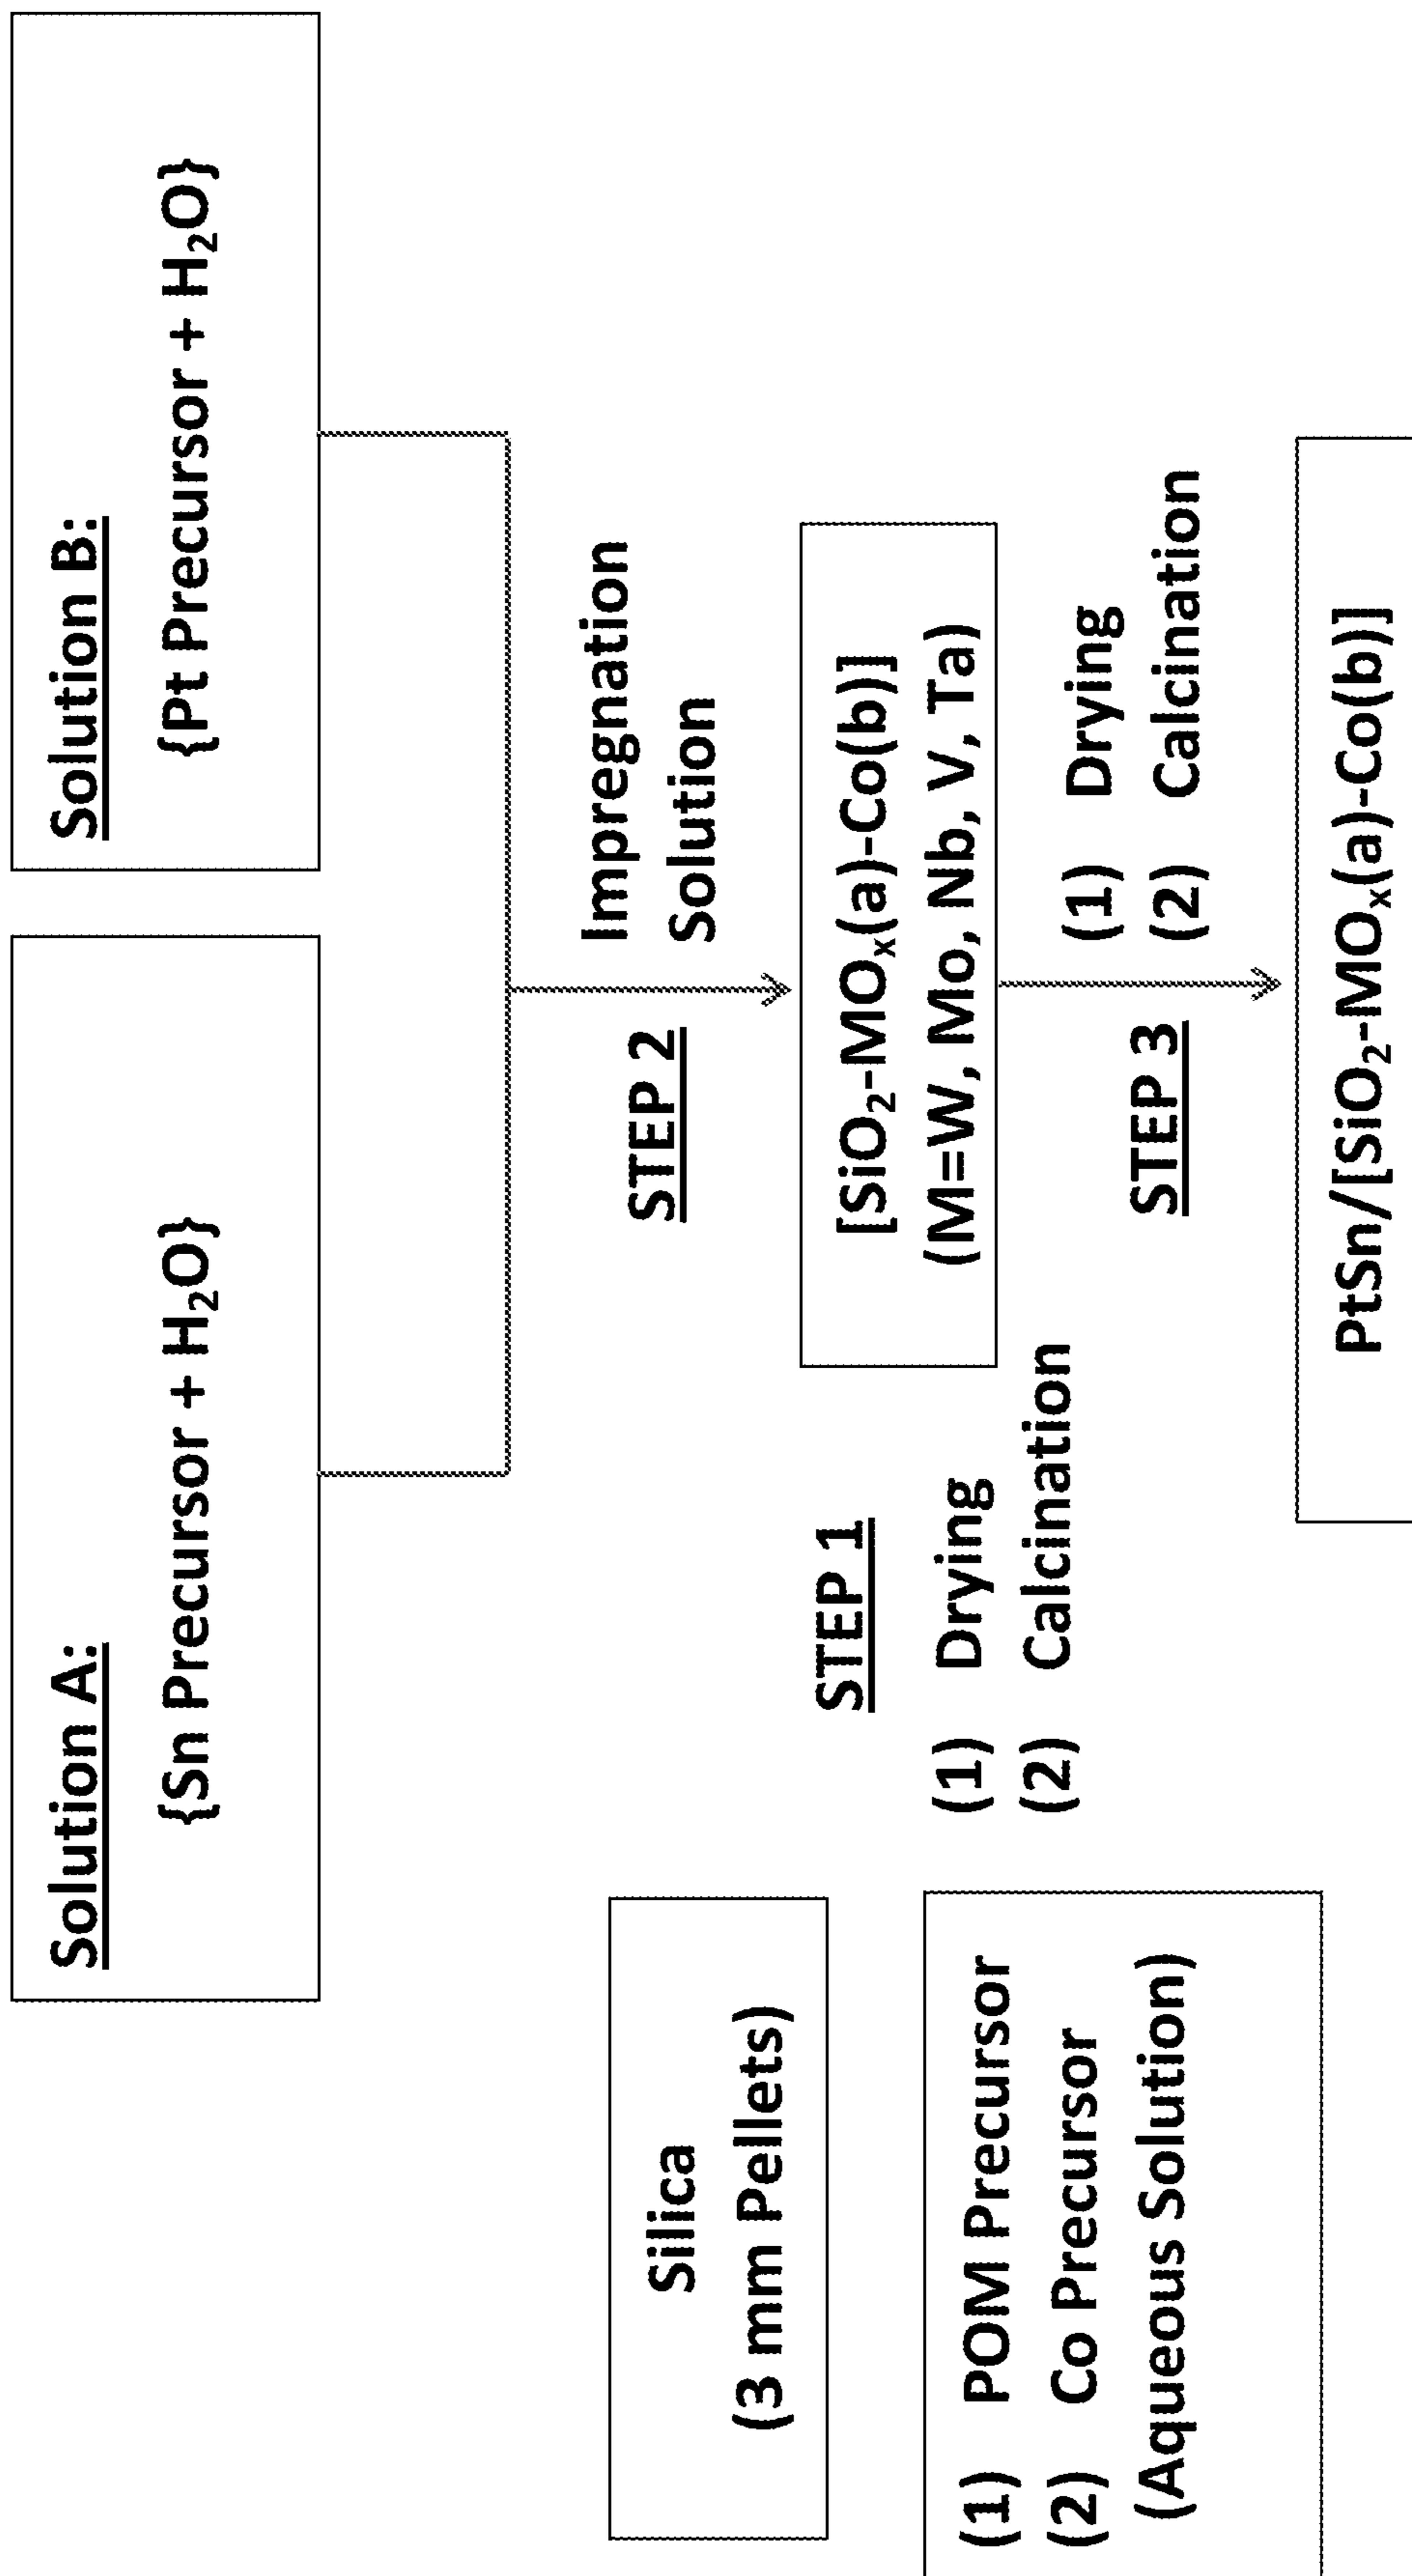 Solution A:
{Sn Precursor + H₂O}
Solution B:
{Pt Precursor + H₂O}
STEP 2
Impregnation
Solution
Silica
(3 mm Pellets)
(1) POM Precursor
(2) Co Precursor
(Aqueous Solution)
STEP 1
(1) Drying
(2) Calcination
[SiO₂-MOₓ(a)-Co(b)]
(M=W, Mo, Nb, V, Ta)
STEP 3
(1) Drying
(2) Calcination
PtSn/[SiO₂-MOₓ(a)-Co(b)]